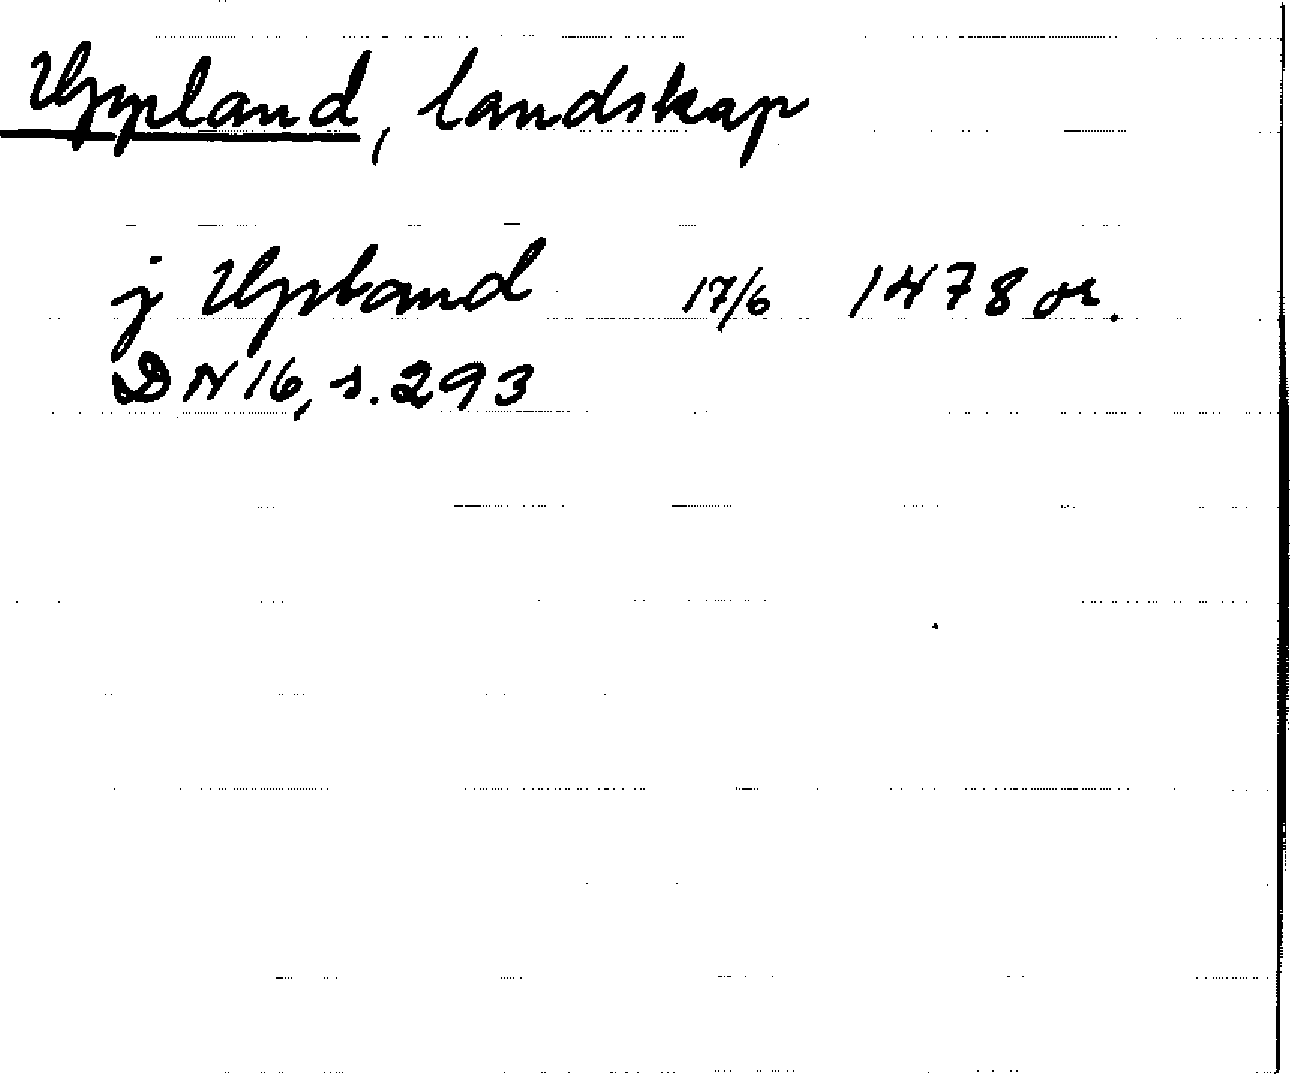 Uppland, landskap
j Upland 17/6 1478 or.
DN 16, s. 293